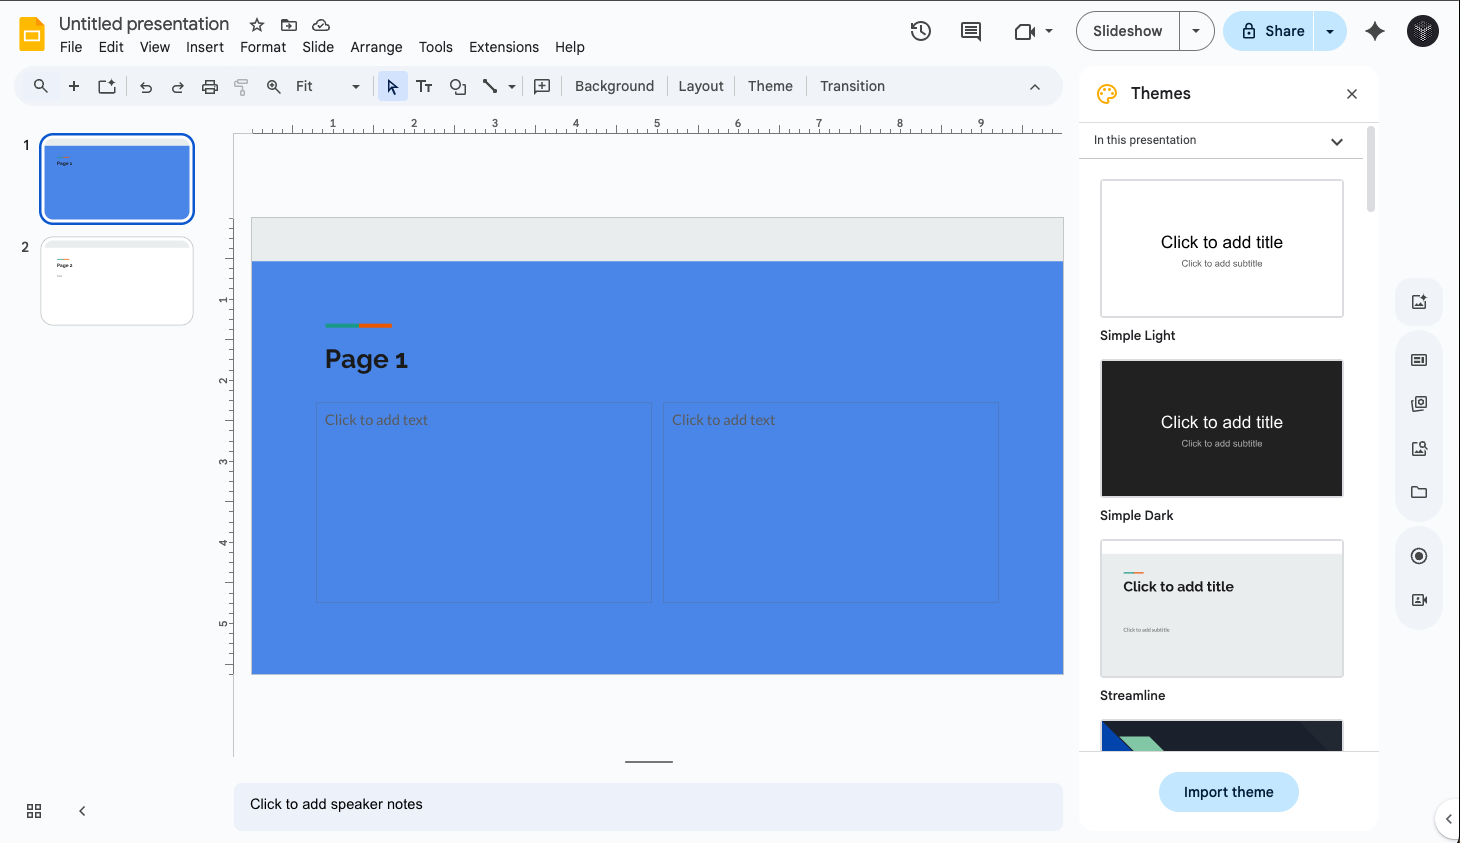 Untitled presentation
File Edit View Insert Format Slide Arrange Tools Extensions Help
Slideshow
Share
Fit
Background
Layout
Theme
Transition
1
Page 1
2
Page 2
1 2 3 4 5 6 7 8 9
1
2
3
4
5
Page 1
Click to add text
Click to add text
Click to add speaker notes
Themes
In this presentation
Click to add title
Click to add subtitle
Simple Light
Click to add title
Click to add subtitle
Simple Dark
Click to add title
Click to add subtitle
Streamline
Import theme